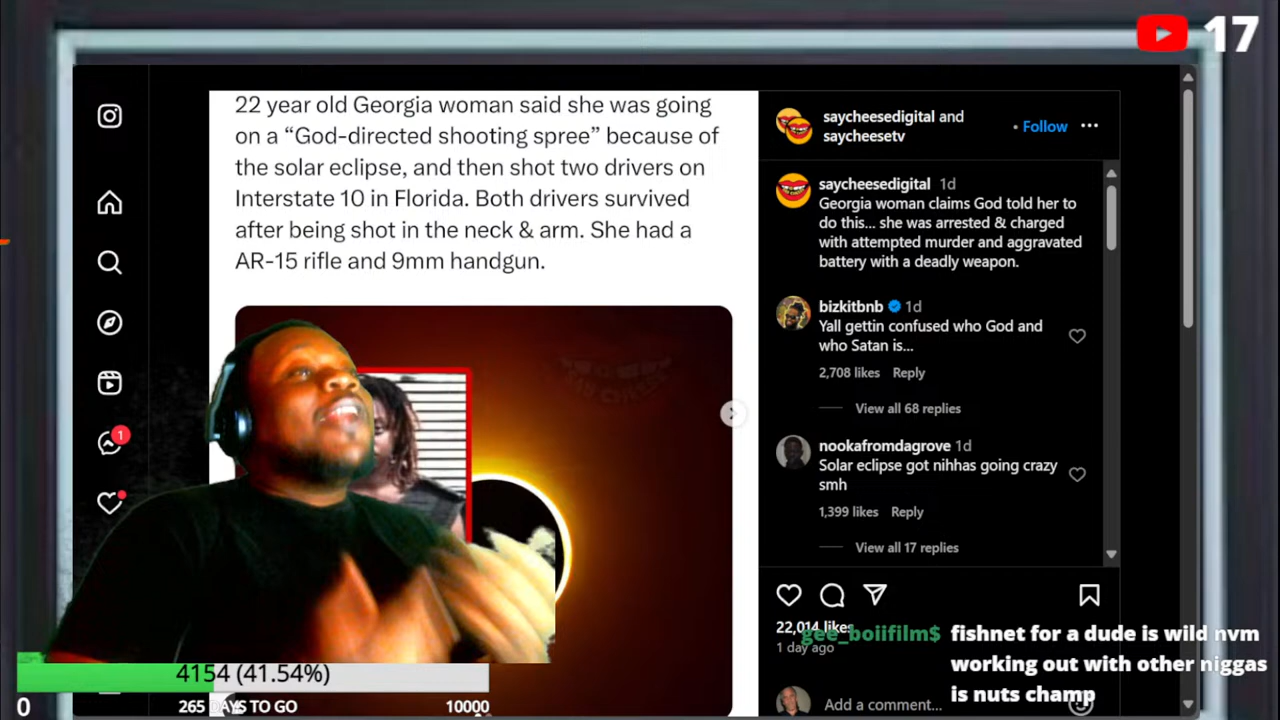 17
22 year old Georgia woman said she was going
on a “God-directed shooting spree” because of
the solar eclipse, and then shot two drivers on
Interstate 10 in Florida. Both drivers survived
after being shot in the neck & arm. She had a
AR-15 rifle and 9mm handgun.
saycheesedigital and
saycheesetv
• Follow
saycheesedigital 1d
Georgia woman claims God told her to
do this... she was arrested & charged
with attempted murder and aggravated
battery with a deadly weapon.
bizkitbnb 1d
Yall gettin confused who God and
who Satan is...
2,708 likes Reply
View all 68 replies
nookafromdagrove 1d
Solar eclipse got nihhas going crazy
smh
1,399 likes Reply
View all 17 replies
1
22,014 likes
1 day ago
Add a comment...
gee_boiifilm$ fishnet for a dude is wild nvm
working out with other niggas
is nuts champ
4154 (41.54%)
0
265 DAYS TO GO
10000